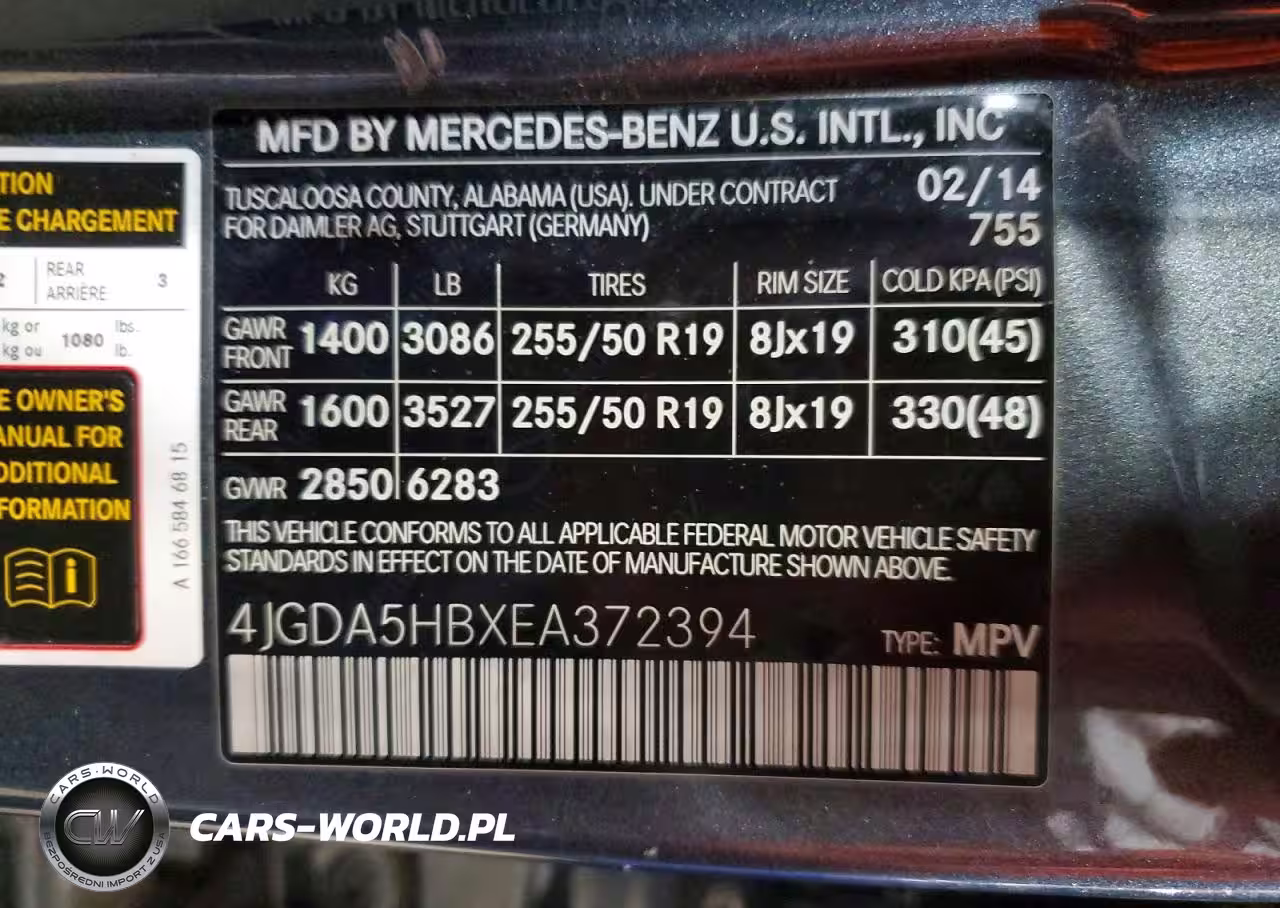 MFD BY MERCEDES-BENZ U.S. INTL., INC
TUSCALOOSA COUNTY, ALABAMA (USA). UNDER CONTRACT
FOR DAIMLER AG, STUTTGART (GERMANY)
02/14
755
KG LB TIRES RIM SIZE COLD KPA (PSI)
GAWR FRONT 1400 3086 255/50 R19 8Jx19 310(45)
GAWR REAR 1600 3527 255/50 R19 8Jx19 330(48)
GVWR 2850 6283
THIS VEHICLE CONFORMS TO ALL APPLICABLE FEDERAL MOTOR VEHICLE SAFETY
STANDARDS IN EFFECT ON THE DATE OF MANUFACTURE SHOWN ABOVE.
4JGDA5HBXEA372394 TYPE: MPV
TION
E CHARGEMENT
2 REAR ARRIÈRE 3
kg or 1080 lbs.
kg ou lb.
E OWNER'S
ANUAL FOR
DDITIONAL
FORMATION
A 166 584 68 15
CARS-WORLD
CW
BEZPOŚREDNI IMPORT Z USA
CARS-WORLD.PL